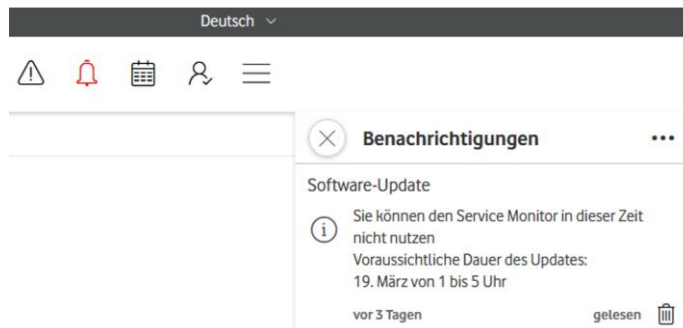 Deutsch
Benachrichtigungen
Software-Update
Sie können den Service Monitor in dieser Zeit
nicht nutzen
Voraussichtliche Dauer des Updates:
19. März von 1 bis 5 Uhr
vor 3 Tagen gelesen